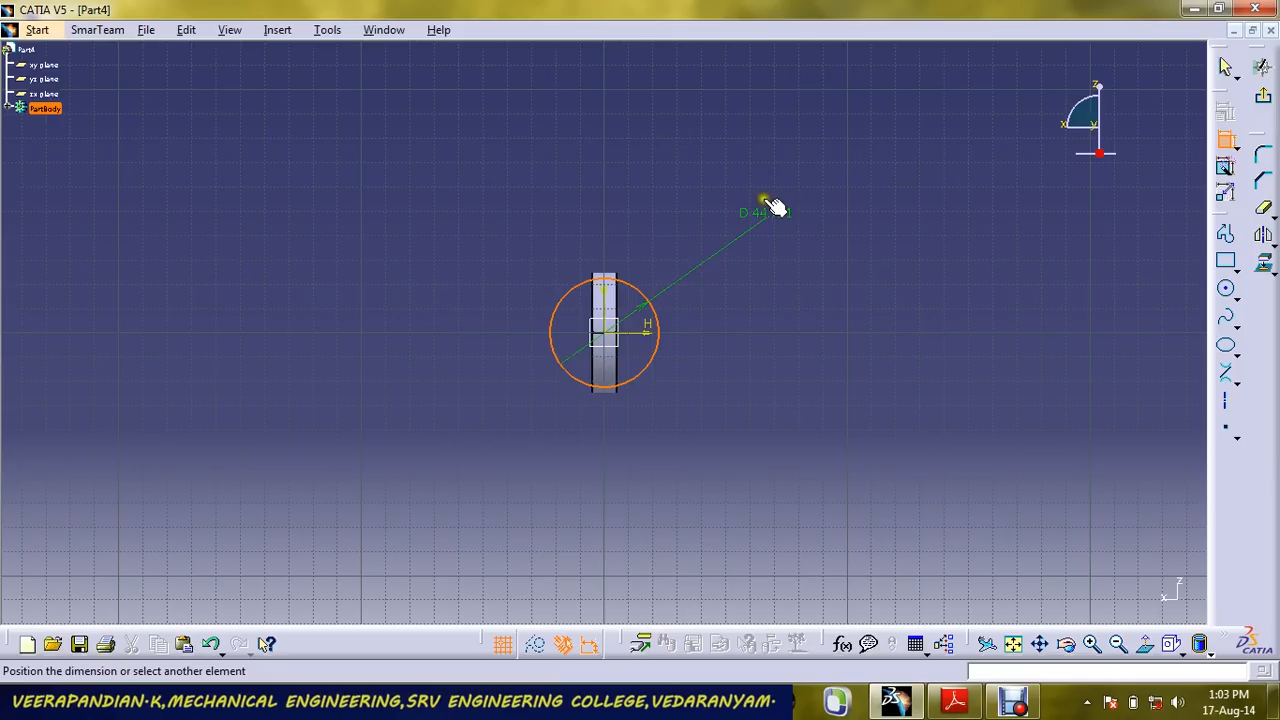 CATIA V5 - [Part4]
Start SmarTeam File Edit View Insert Tools Window Help
Part4
xy plane
yz plane
zx plane
PartBody
z
x y
D 44
H
z
x
f(x)
CATIA
Position the dimension or select another element
VEERAPANDIAN·K,MECHANICAL ENGINEERING,SRV ENGINEERING COLLEGE,VEDARANYAM·
1:03 PM
17-Aug-14